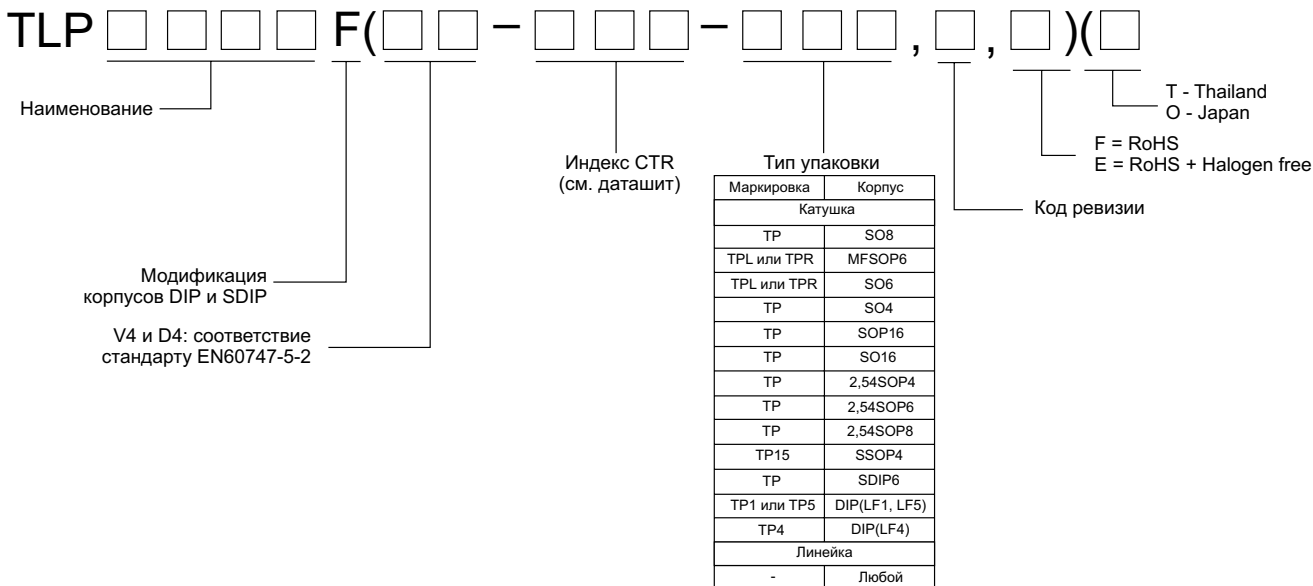 TLP □ □ □ □ F(□ □ – □ □ □ – □ □ □ , □ , □ )(□
Наименование
T - Thailand
O - Japan
F = RoHS
E = RoHS + Halogen free
Индекс CTR
(см. даташит)
Тип упаковки
Код ревизии
Маркировка Корпус
Катушка
TP SO8
TPL или TPR MFSOP6
TPL или TPR SO6
TP SO4
TP SOP16
TP SO16
TP 2,54SOP4
TP 2,54SOP6
TP 2,54SOP8
TP15 SSOP4
TP SDIP6
TP1 или TP5 DIP(LF1, LF5)
TP4 DIP(LF4)
Линейка
- Любой
Модификация
корпусов DIP и SDIP
V4 и D4: соответствие
стандарту EN60747-5-2